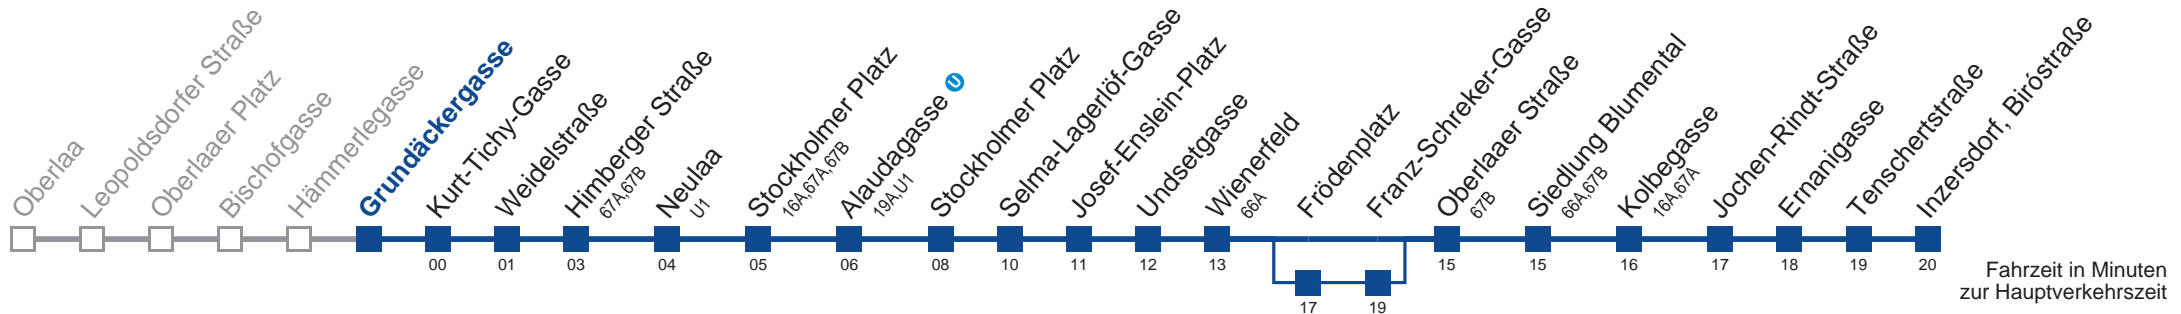 Oberlaa
Leopoldsdorfer Straße
Oberlaaer Platz
Bischofgasse
Hämmerlegasse
Grundäckergasse
Kurt-Tichy-Gasse
00
Weidelstraße
01
Himberger Straße
67A,67B
03
Neulaa
U1
04
Stockholmer Platz
16A,67A,67B
05
Alaudagasse U
19A,U1
06
Stockholmer Platz
08
Selma-Lagerlöf-Gasse
10
Josef-Enslein-Platz
11
Undsetgasse
12
Wienerfeld
66A
13
Frödenplatz
17
Franz-Schreker-Gasse
19
Oberlaaer Straße
67B
15
Siedlung Blumental
66A,67B
15
Kolbegasse
16A,67A
16
Jochen-Rindt-Straße
17
Ernanigasse
18
Tenschertstraße
19
Inzersdorf, Biróstraße
20
Fahrzeit in Minuten
zur Hauptverkehrszeit